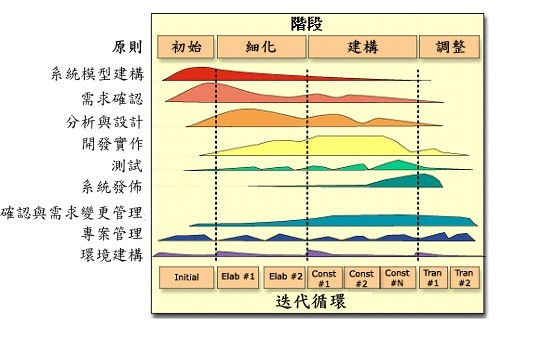 階段
原則 初始 細化 建構 調整
系統模型建構
需求確認
分析與設計
開發實作
測試
系統發佈
確認與需求變更管理
專案管理
環境建構
Initial Elab #1 Elab #2 Const #1 Const #2 Const #N Tran #1 Tran #2
迭代循環